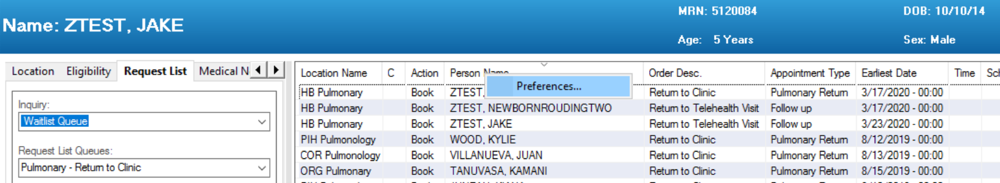 MRN: 5120084
DOB: 10/10/14
Name: ZTEST, JAKE
Age: 5 Years
Sex: Male
Location Eligibility Request List Medical N
Inquiry:
Waitlist Queue
Request List Queues:
Pulmonary - Return to Clinic
Location Name C Action Person Name Order Desc. Appointment Type Earliest Date Time Sch
Preferences...
HB Pulmonary Book ZTEST, Return to Clinic Pulmonary Return 3/17/2020 - 00:00
HB Pulmonary Book ZTEST, NEWBORNROUDINGTWO Return to Telehealth Visit Follow up 3/17/2020 - 00:00
HB Pulmonary Book ZTEST, JAKE Return to Telehealth Visit Follow up 3/23/2020 - 00:00
PIH Pulmonology Book WOOD, KYLIE Return to Clinic Pulmonary Return 8/12/2019 - 00:00
COR Pulmonology Book VILLANUEVA, JUAN Return to Clinic Pulmonary Return 8/13/2019 - 00:00
ORG Pulmonary Book TANUVASA, KAMANI Return to Clinic Pulmonary Return 8/15/2019 - 00:00